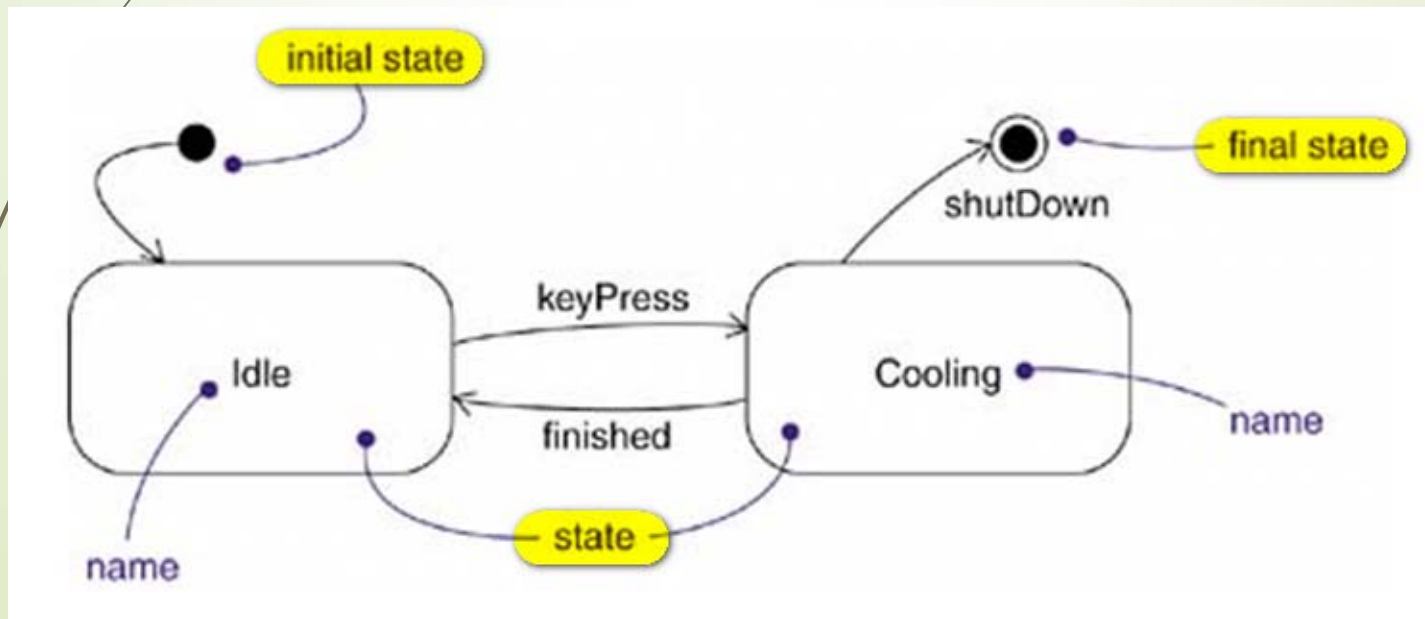 initial state
final state
shutDown
keyPress
Idle
Cooling
name
finished
state
name